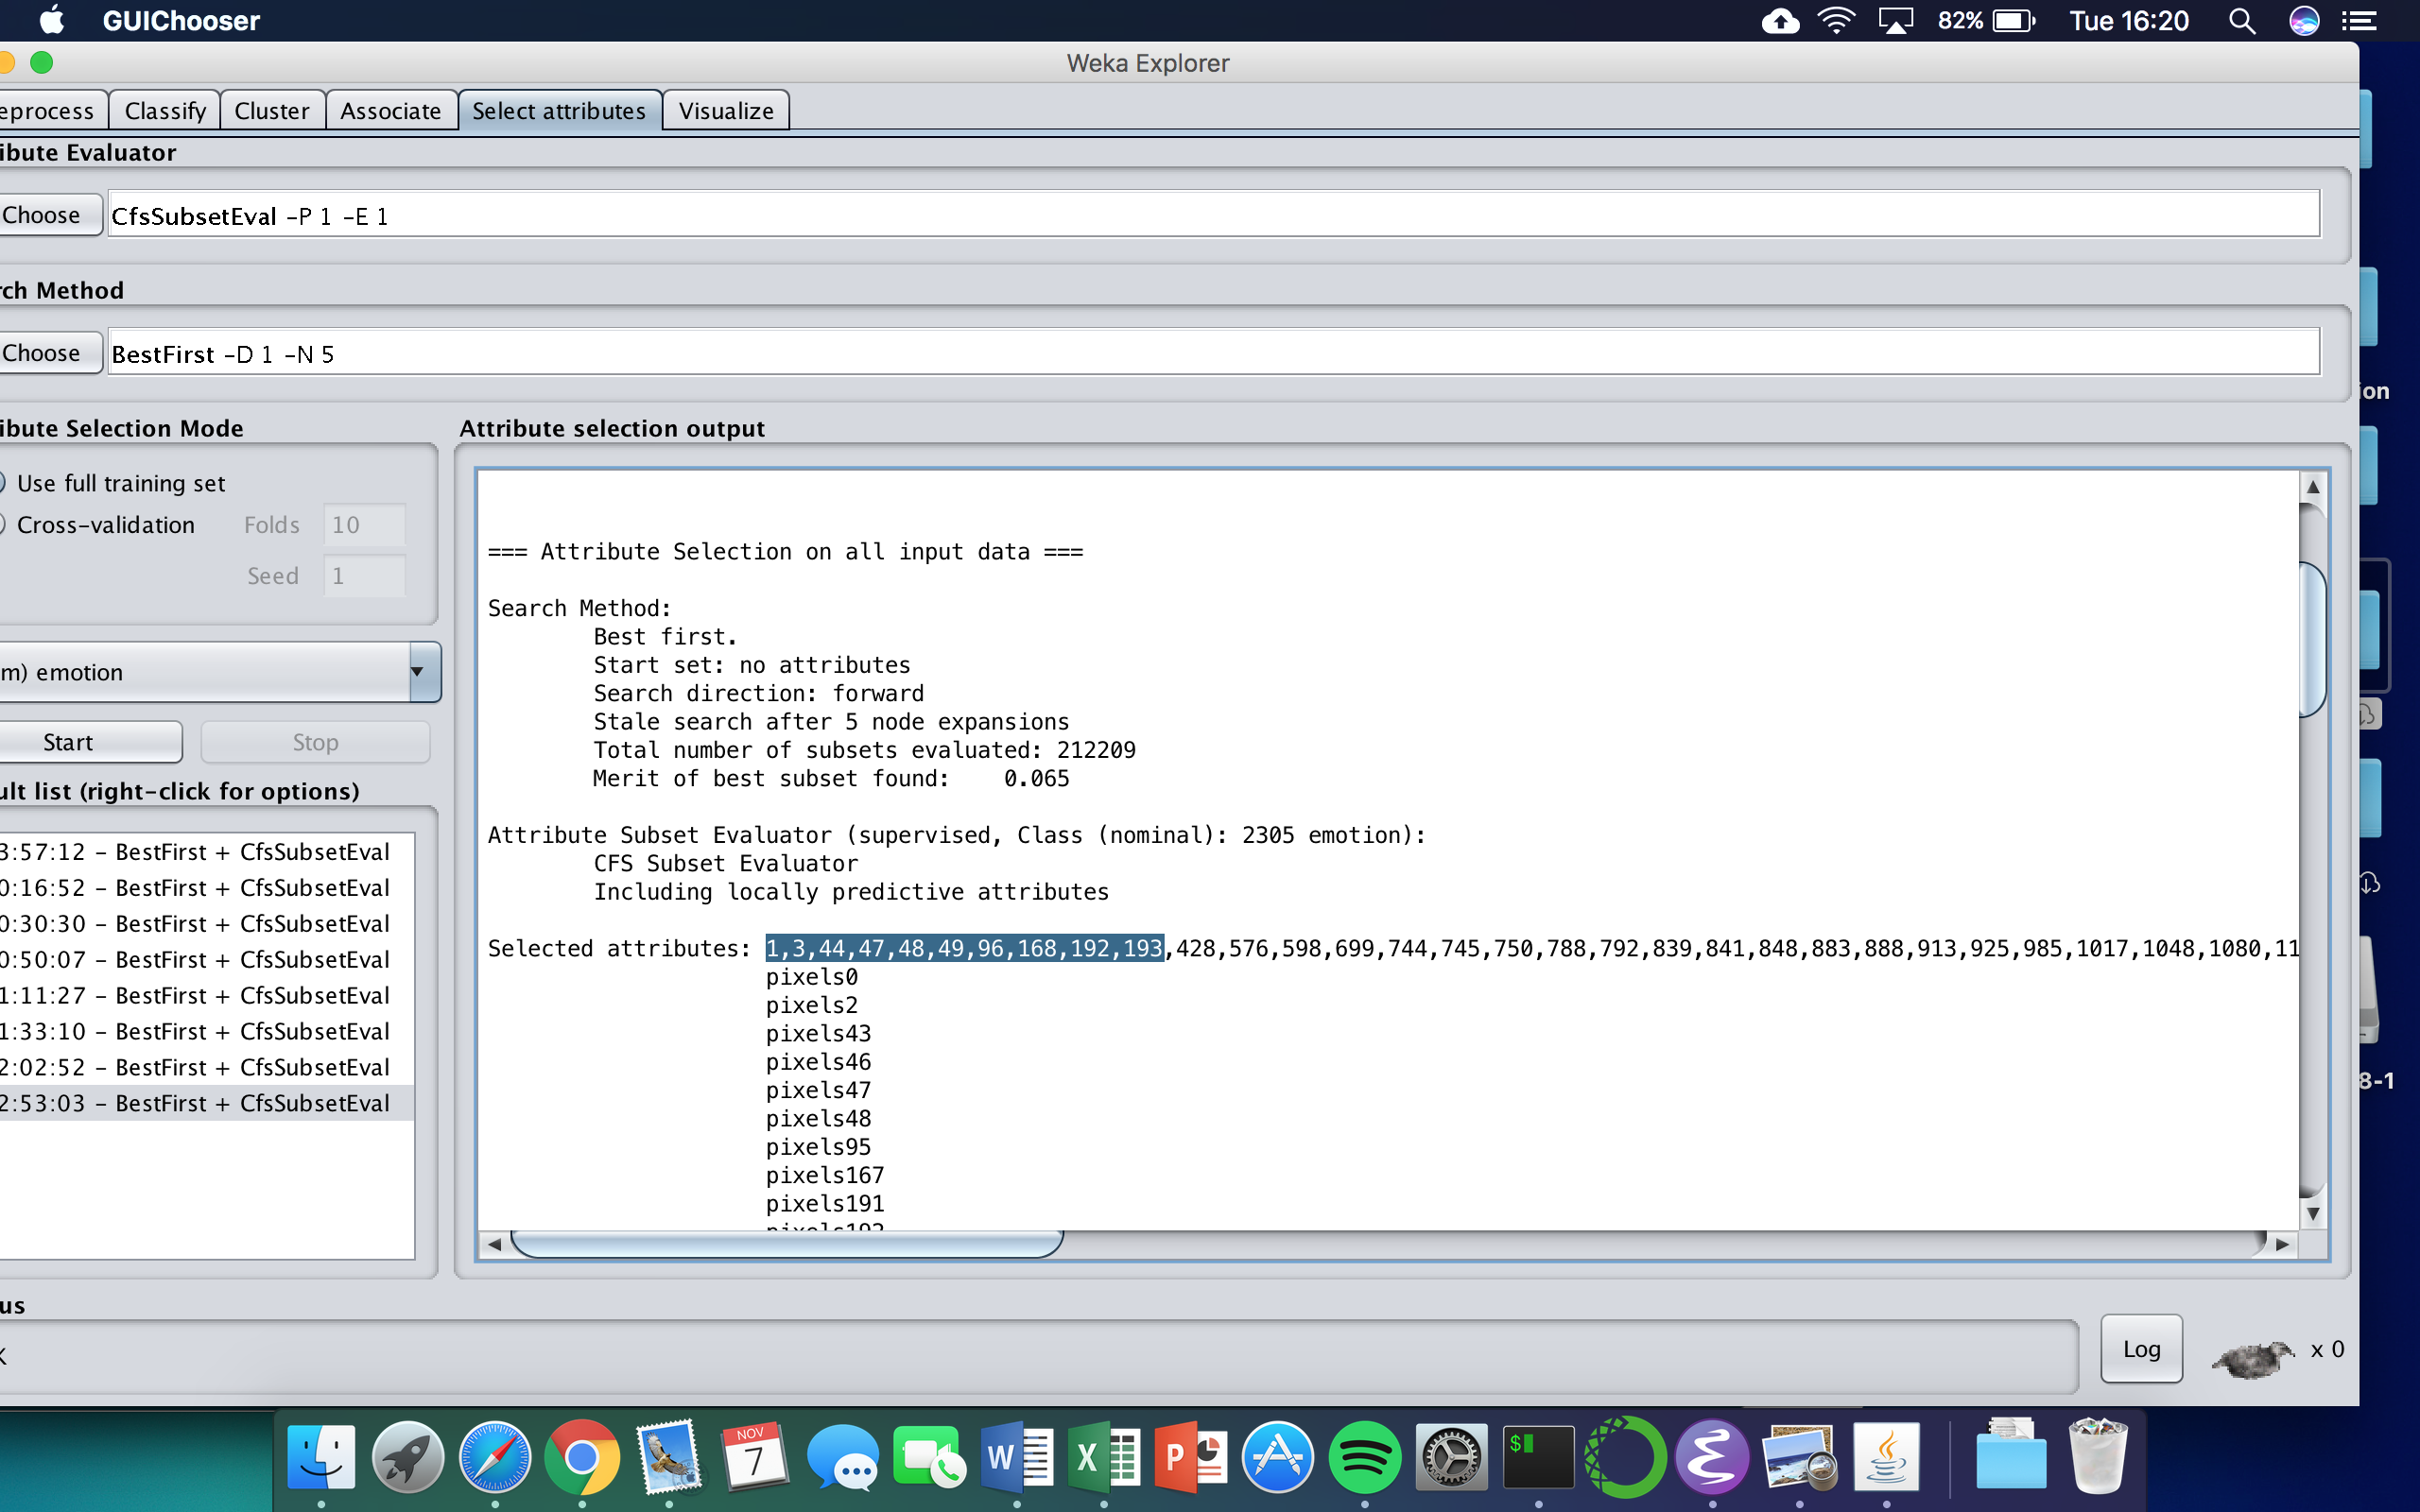 GUIChooser 82% Tue 16:20
Weka Explorer
eprocess Classify Cluster Associate Select attributes Visualize
ibute Evaluator
Choose CfsSubsetEval -P 1 -E 1
rch Method
Choose BestFirst -D 1 -N 5
ion
ibute Selection Mode
Use full training set
Cross-validation Folds 10
Seed 1
m) emotion
Start Stop
ult list (right-click for options)
3:57:12 - BestFirst + CfsSubsetEval
0:16:52 - BestFirst + CfsSubsetEval
0:30:30 - BestFirst + CfsSubsetEval
0:50:07 - BestFirst + CfsSubsetEval
1:11:27 - BestFirst + CfsSubsetEval
1:33:10 - BestFirst + CfsSubsetEval
2:02:52 - BestFirst + CfsSubsetEval
2:53:03 - BestFirst + CfsSubsetEval
Attribute selection output
=== Attribute Selection on all input data ===
Search Method:
Best first.
Start set: no attributes
Search direction: forward
Stale search after 5 node expansions
Total number of subsets evaluated: 212209
Merit of best subset found: 0.065
Attribute Subset Evaluator (supervised, Class (nominal): 2305 emotion):
CFS Subset Evaluator
Including locally predictive attributes
Selected attributes: 1,3,44,47,48,49,96,168,192,193,428,576,598,699,744,745,750,788,792,839,841,848,883,888,913,925,985,1017,1048,1080,11
pixels0
pixels2
pixels43
pixels46
pixels47
pixels48
pixels95
pixels167
pixels191
pixels192
8-1
us
K
Log x 0
NOV
7
W X P
$